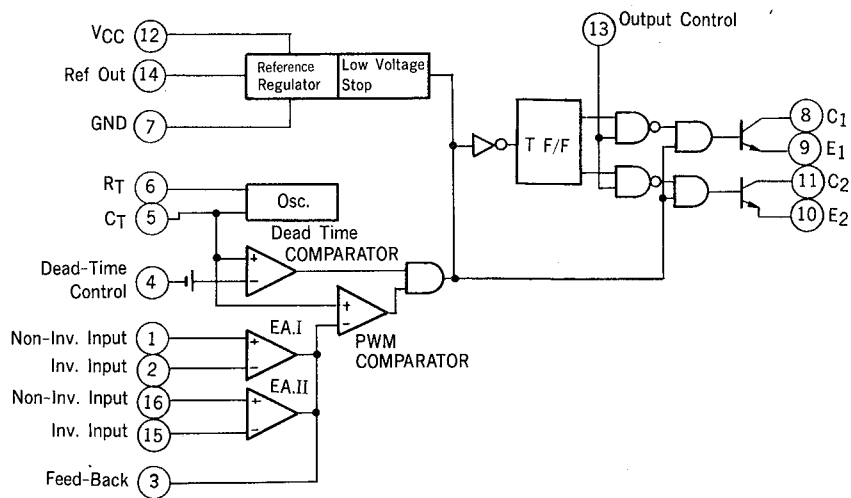 VCC 12
Ref Out 14
GND 7
Reference Regulator
Low Voltage Stop
13 Output Control
T F/F
8 C1
9 E1
11 C2
10 E2
RT 6
CT 5
Osc.
Dead Time COMPARATOR
+
-
Dead-Time Control 4
+
-
PWM COMPARATOR
Non-Inv. Input 1
Inv. Input 2
EA.I
+
-
Non-Inv. Input 16
Inv. Input 15
EA.II
+
-
Feed-Back 3